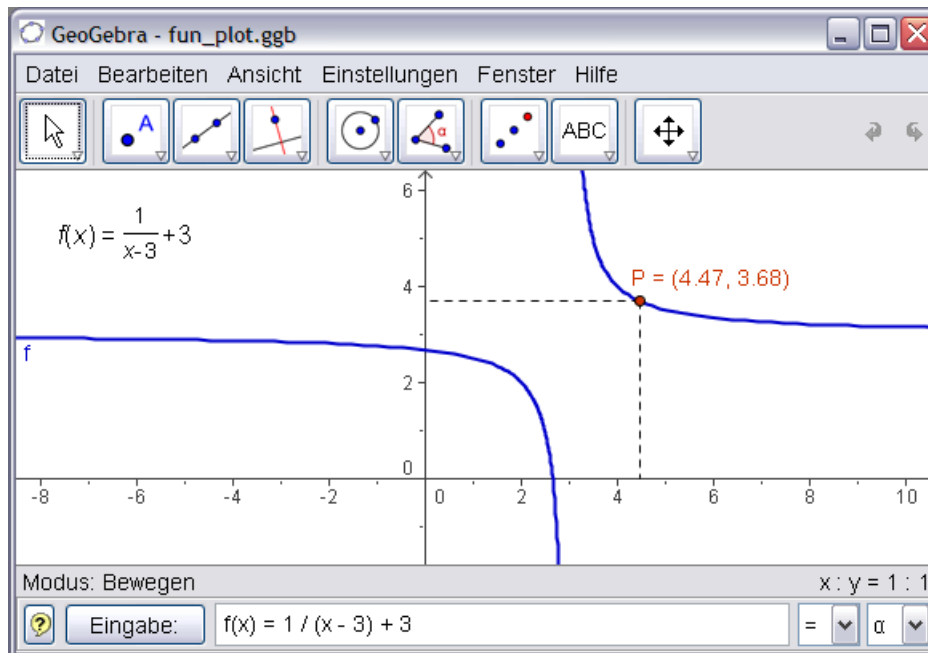 GeoGebra - fun_plot.ggb
Datei Bearbeiten Ansicht Einstellungen Fenster Hilfe
A α ABC
f(x) = 1/(x-3) +3
6
P = (4.47, 3.68)
4
f
2
0
-8 -6 -4 -2 0 2 4 6 8 10
Modus: Bewegen x : y = 1 : 1
? Eingabe: f(x) = 1 / (x - 3) + 3 = α